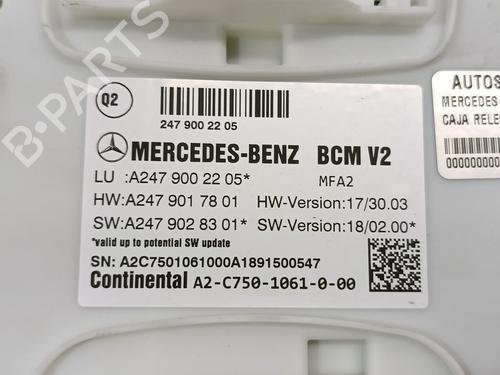 Q2
247 900 22 05
MERCEDES-BENZ BCM V2
LU :A247 900 22 05* MFA2
HW:A247 901 78 01 HW-Version:17/30.03
SW:A247 902 83 01* SW-Version:18/02.00*
*valid up to potential SW update
SN: A2C7501061000A1891500547
Continental A2-C750-1061-0-00
AUTOS
MERCEDES-
CAJA RELES
000000000
B-PARTS